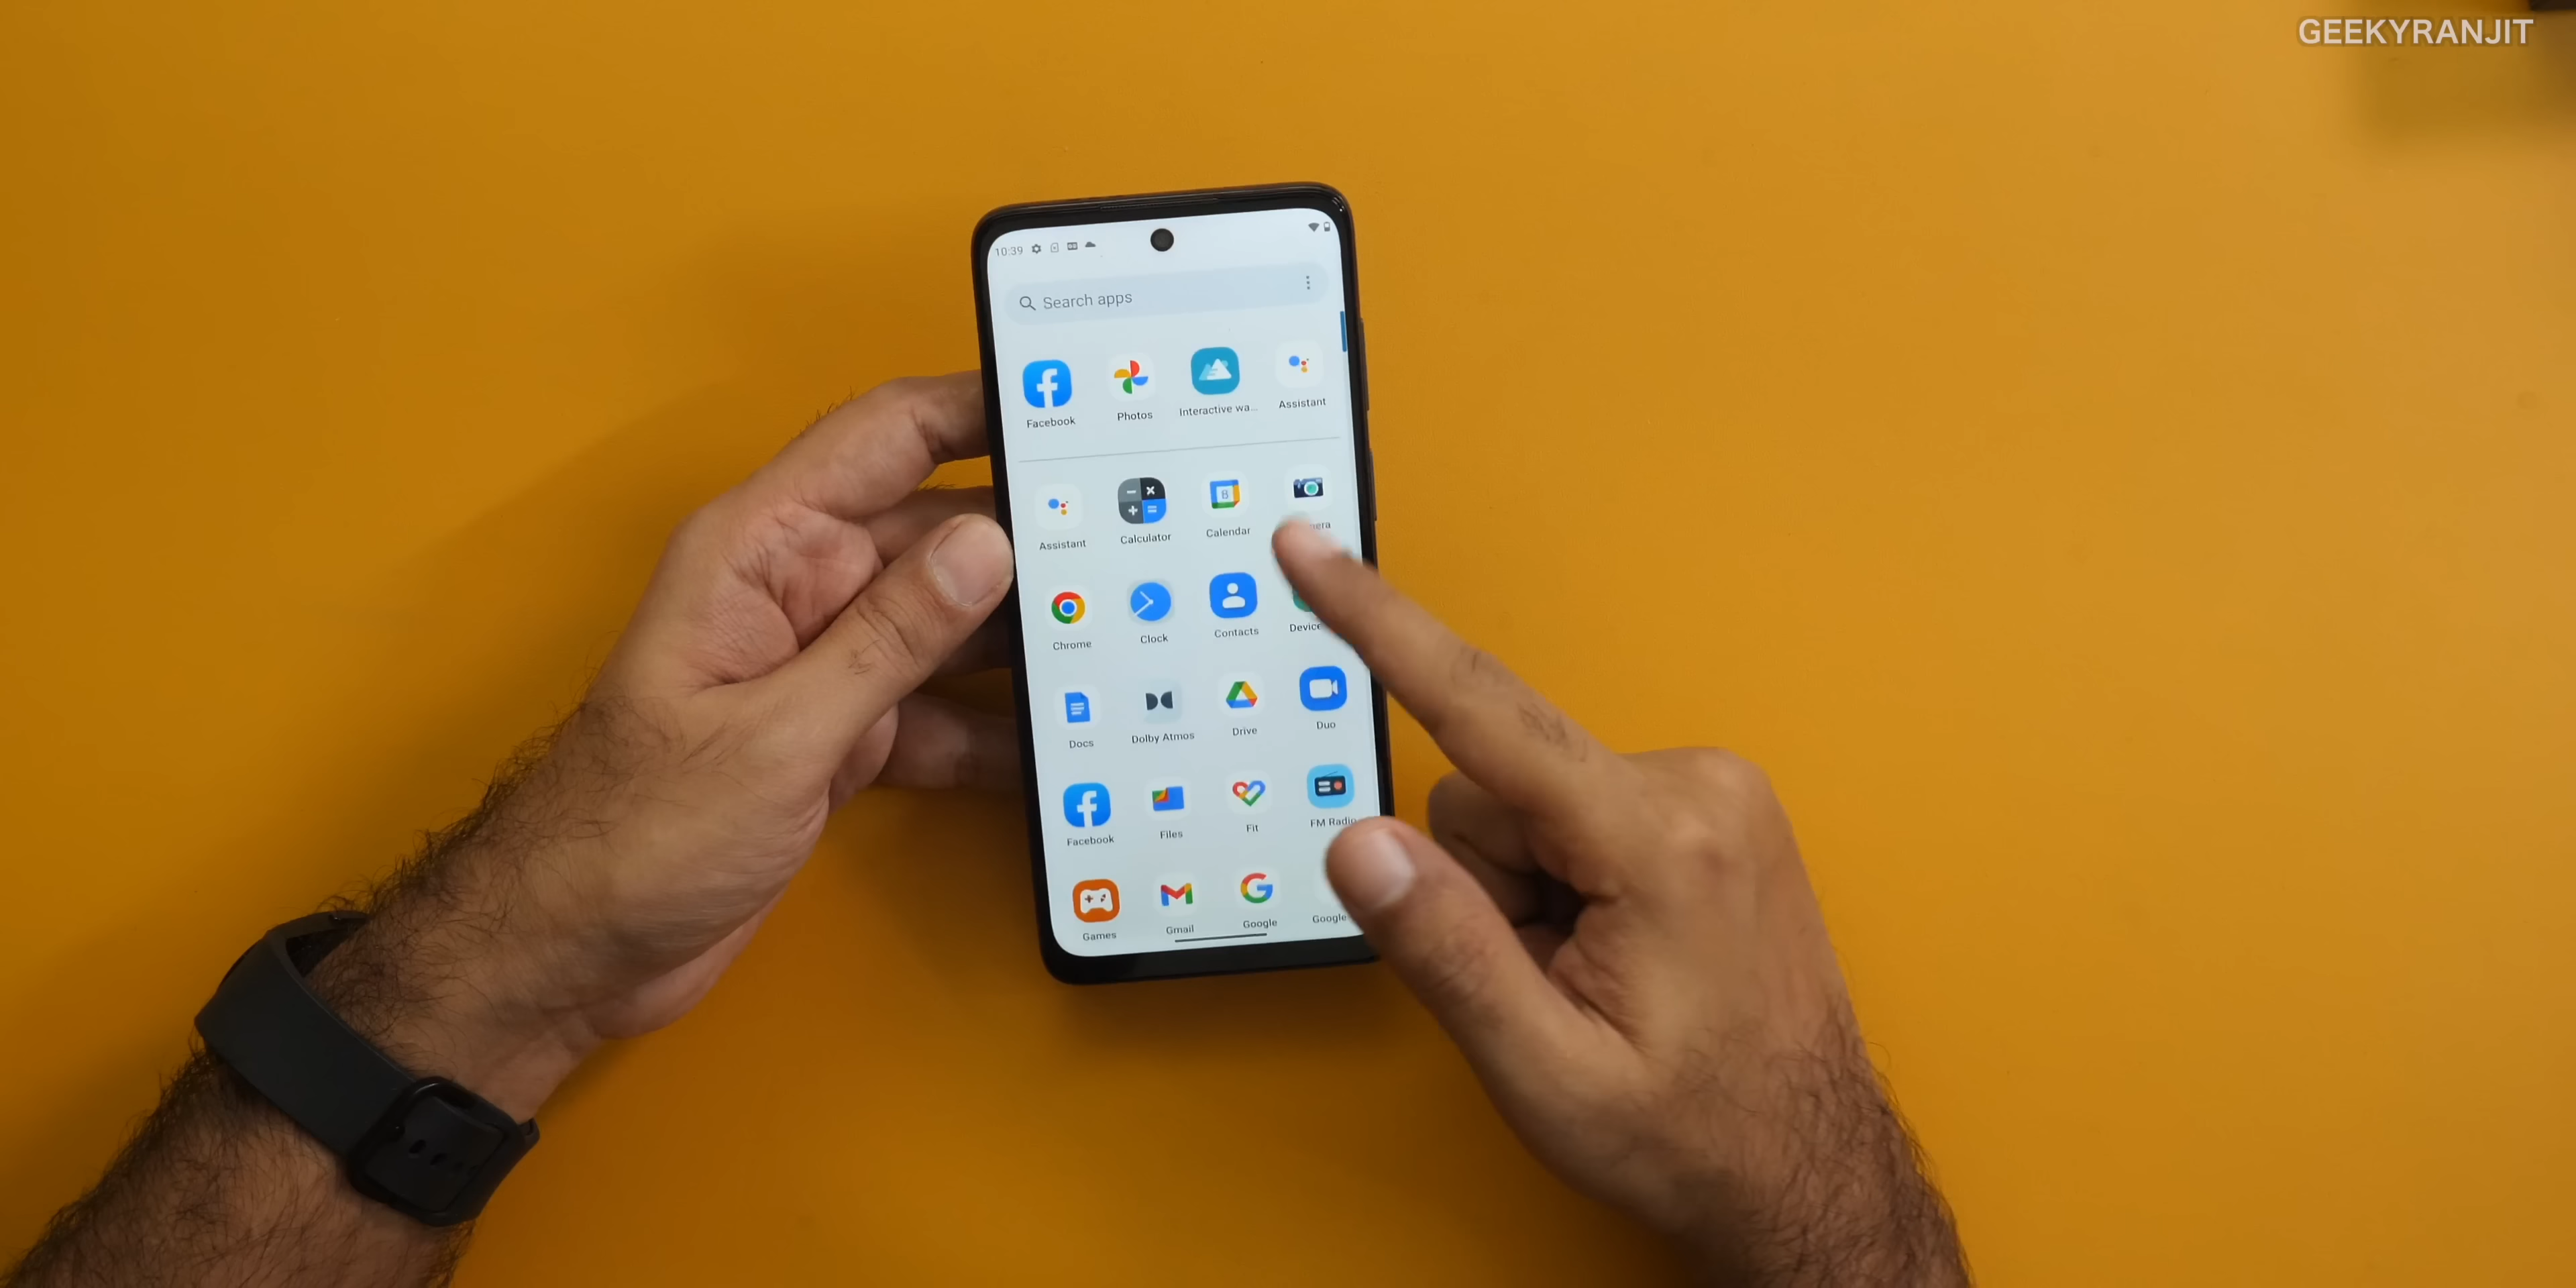 GEEKYRANJIT
10:39
Search apps
Facebook Photos Interactive wa... Assistant
Assistant Calculator Calendar
Chrome Clock Contacts Device
Docs Dolby Atmos Drive Duo
Facebook Files Fit FM Radio
Games Gmail Google Google